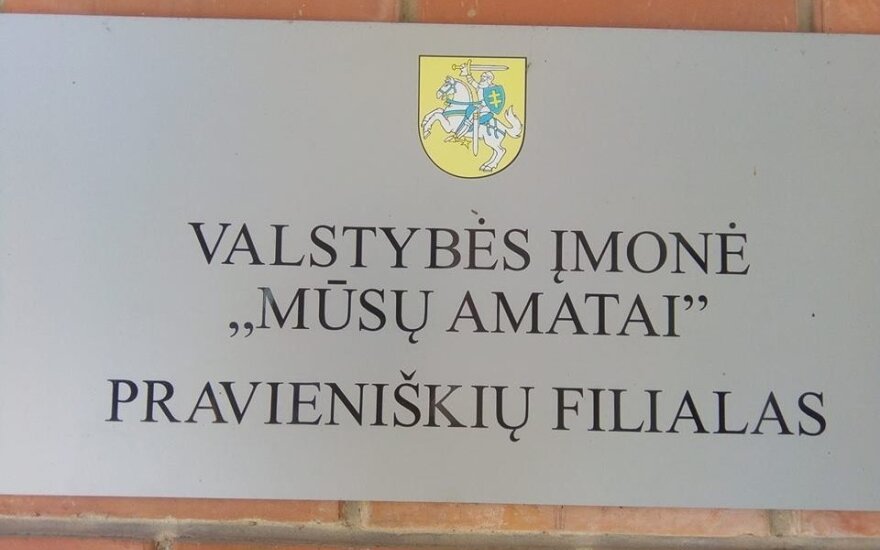 VALSTYBĖS ĮMONĖ
„MŪSŲ AMATAI”
PRAVIENIŠKIŲ FILIALAS